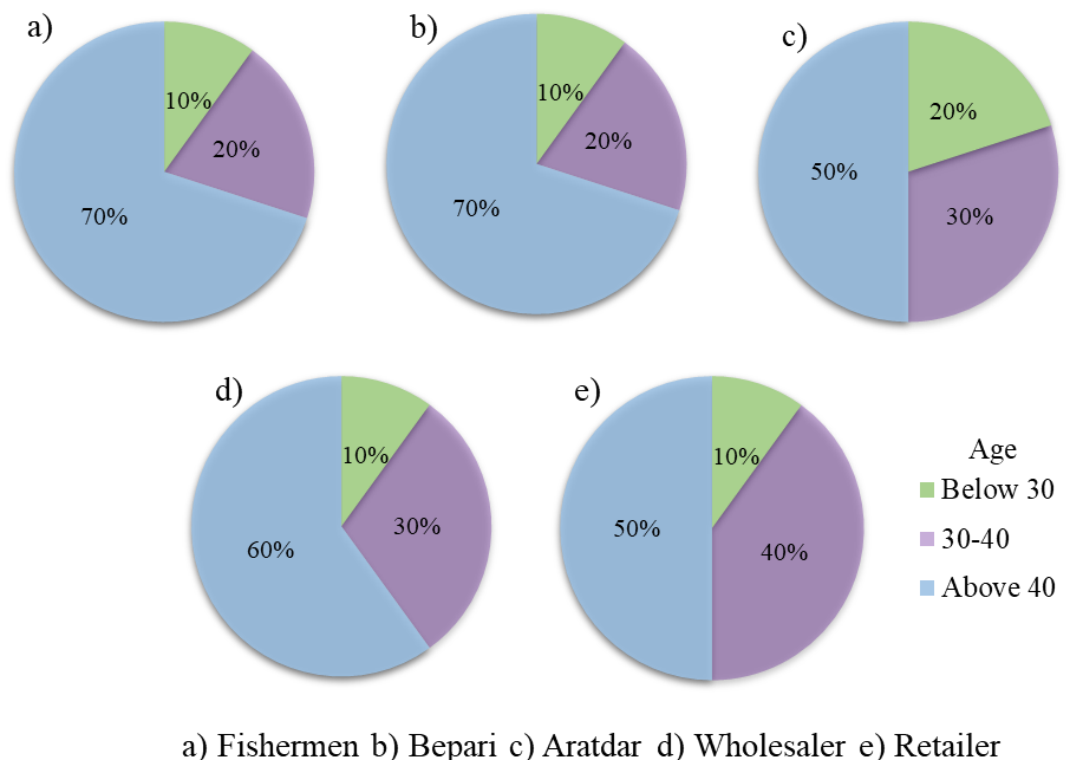 a)
10%
20%
70%
b)
10%
20%
70%
c)
20%
30%
50%
d)
10%
30%
60%
e)
10%
40%
50%
Age
Below 30
30-40
Above 40
a) Fishermen b) Bepari c) Aratdar d) Wholesaler e) Retailer